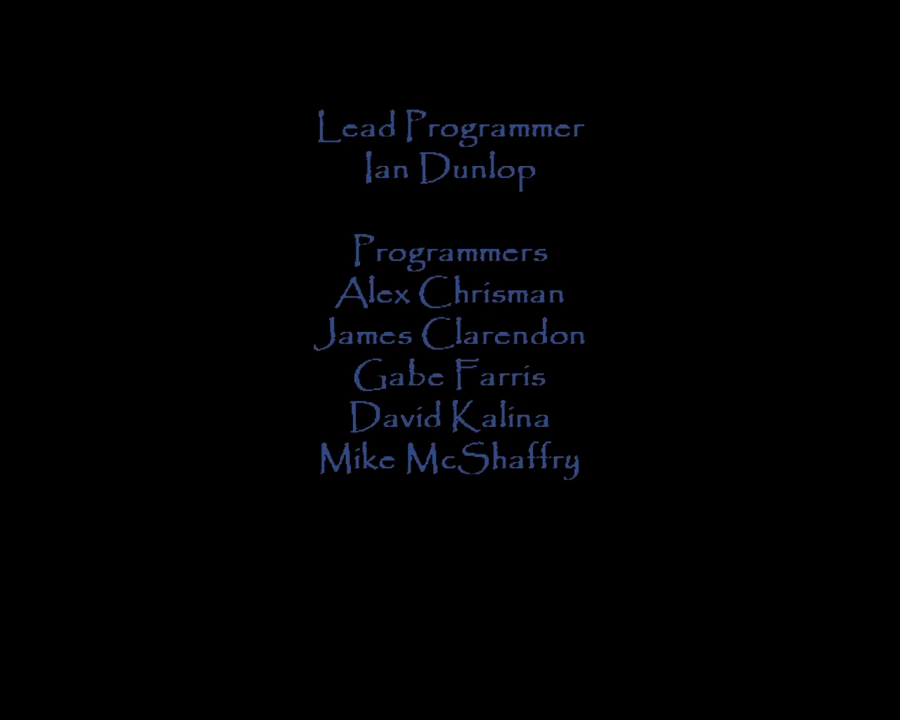 Lead Programmer
Ian Dunlop
Programmers
Alex Chrisman
James Clarendon
Gabe Farris
David Kalina
Mike McShaffry